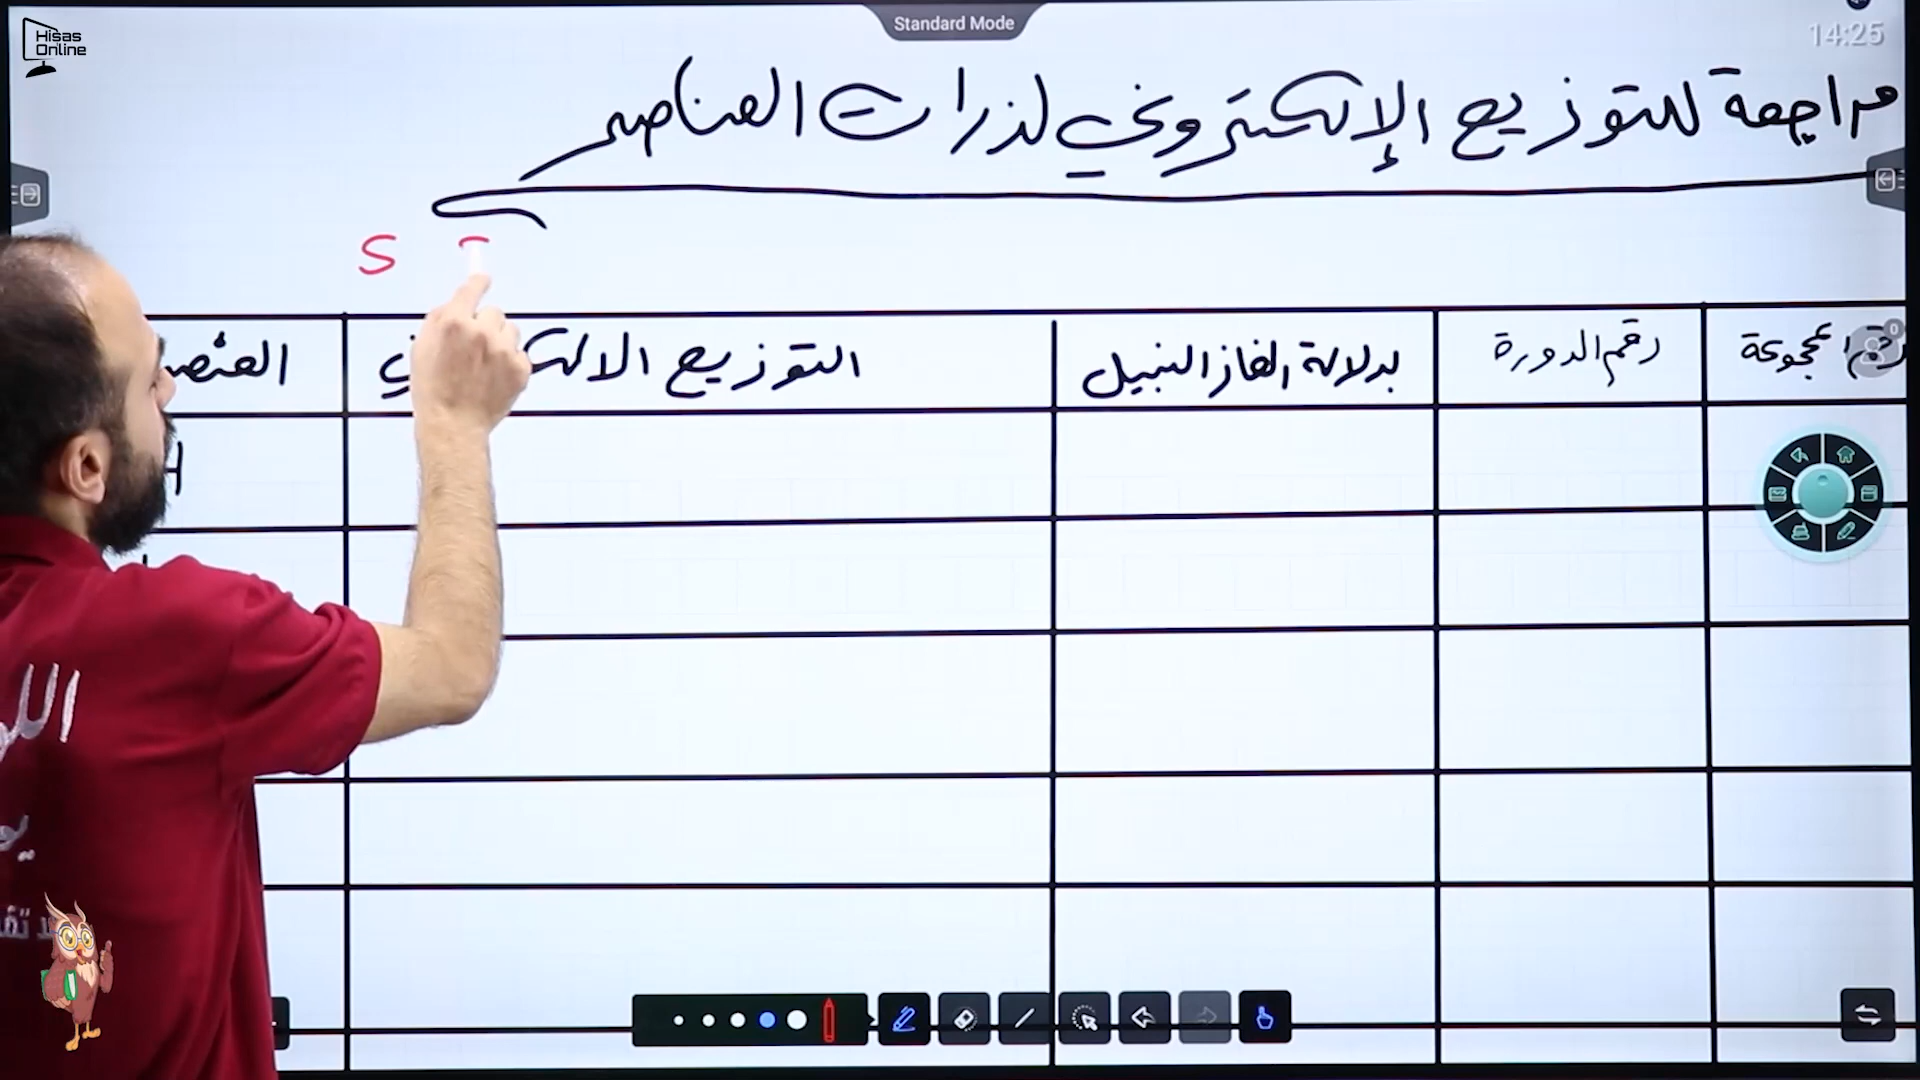 Hisas
Online
Standard Mode
14:25
مراجعة للتوزيع الإلكتروني لذرات العناصر
S
رقم المجموعة
رقم الدورة
بدلالة الغاز النبيل
التوزيع
H
0